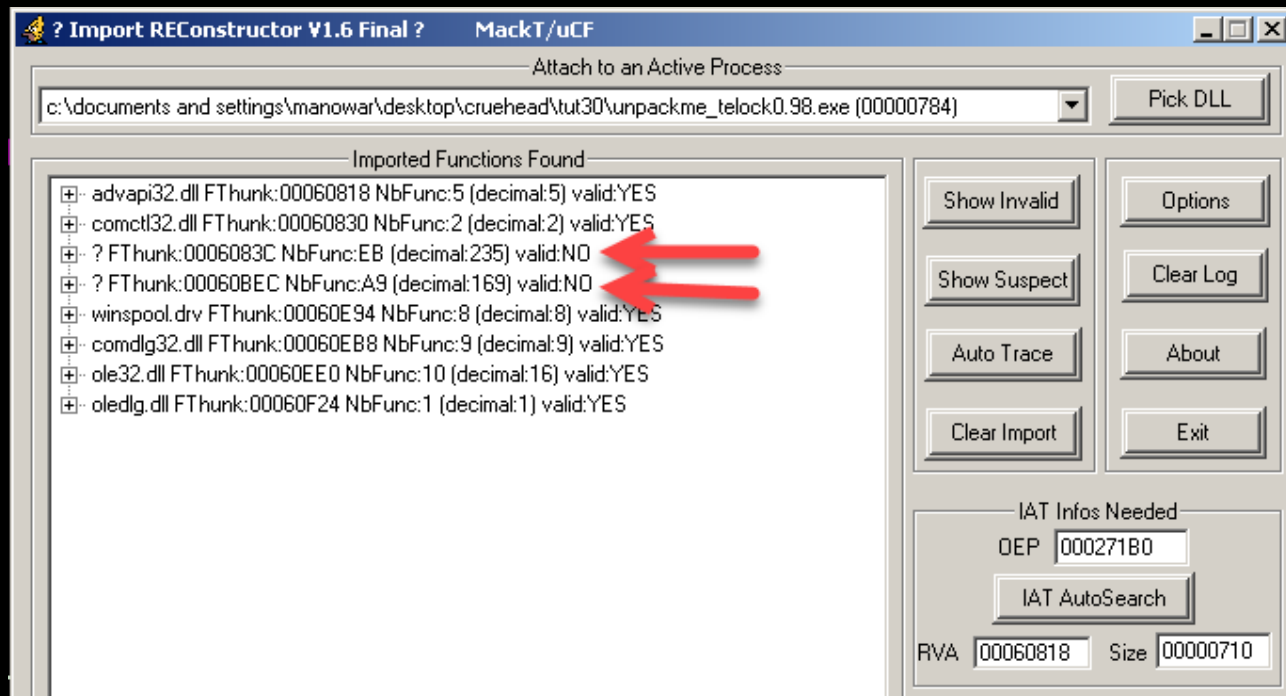 ? Import REConstructor V1.6 Final ? MackT/uCF
Attach to an Active Process
c:\documents and settings\manowar\desktop\cruehead\tut30\unpackme_telock0.98.exe (00000784)
Pick DLL
Imported Functions Found
advapi32.dll FThunk:00060818 NbFunc:5 (decimal:5) valid:YES
comctl32.dll FThunk:00060830 NbFunc:2 (decimal:2) valid:YES
? FThunk:0006083C NbFunc:EB (decimal:235) valid:NO
? FThunk:00060BEC NbFunc:A9 (decimal:169) valid:NO
winspool.drv FThunk:00060E94 NbFunc:8 (decimal:8) valid:YES
comdlg32.dll FThunk:00060EB8 NbFunc:9 (decimal:9) valid:YES
ole32.dll FThunk:00060EE0 NbFunc:10 (decimal:16) valid:YES
oledlg.dll FThunk:00060F24 NbFunc:1 (decimal:1) valid:YES
Show Invalid
Options
Show Suspect
Clear Log
Auto Trace
About
Clear Import
Exit
IAT Infos Needed
OEP 000271B0
IAT AutoSearch
RVA 00060818 Size 00000710